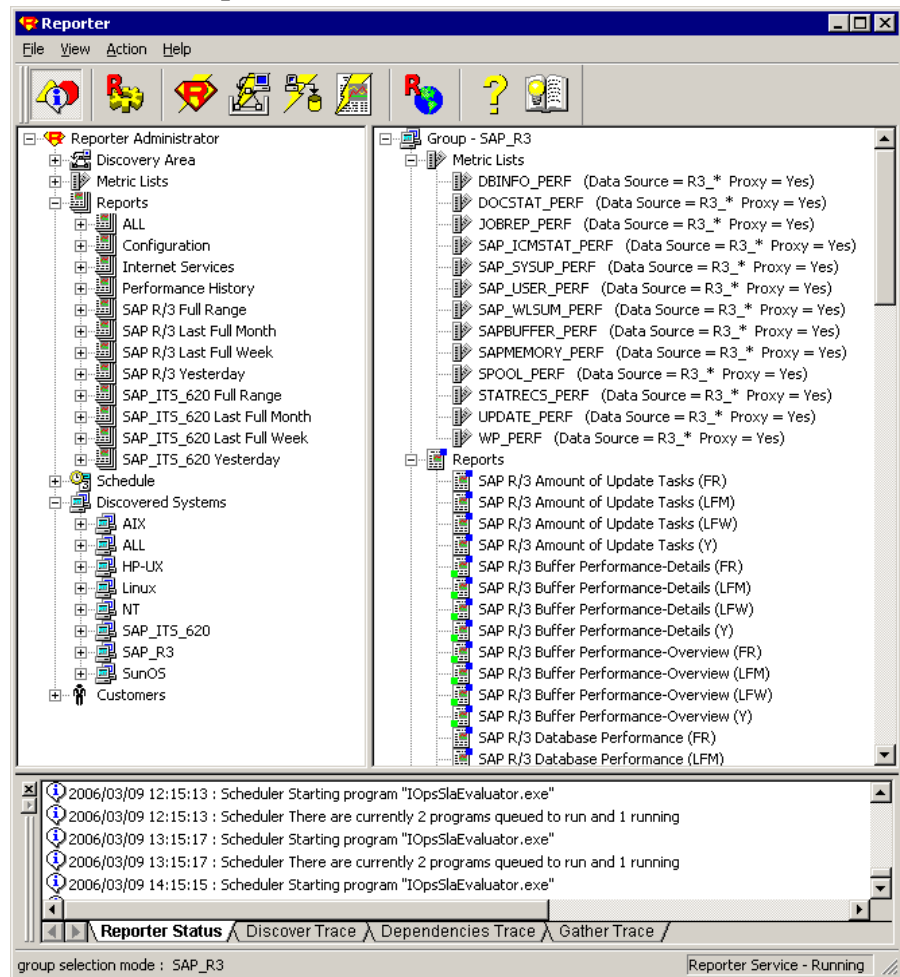 Reporter
File View Action Help
Reporter Administrator
Discovery Area
Metric Lists
Reports
ALL
Configuration
Internet Services
Performance History
SAP R/3 Full Range
SAP R/3 Last Full Month
SAP R/3 Last Full Week
SAP R/3 Yesterday
SAP_ITS_620 Full Range
SAP_ITS_620 Last Full Month
SAP_ITS_620 Last Full Week
SAP_ITS_620 Yesterday
Schedule
Discovered Systems
AIX
ALL
HP-UX
Linux
NT
SAP_ITS_620
SAP_R3
SunOS
Customers
Group - SAP_R3
Metric Lists
DBINFO_PERF (Data Source = R3_* Proxy = Yes)
DOCSTAT_PERF (Data Source = R3_* Proxy = Yes)
JOBREP_PERF (Data Source = R3_* Proxy = Yes)
SAP_ICMSTAT_PERF (Data Source = R3_* Proxy = Yes)
SAP_SYSUP_PERF (Data Source = R3_* Proxy = Yes)
SAP_USER_PERF (Data Source = R3_* Proxy = Yes)
SAP_WLSUM_PERF (Data Source = R3_* Proxy = Yes)
SAPBUFFER_PERF (Data Source = R3_* Proxy = Yes)
SAPMEMORY_PERF (Data Source = R3_* Proxy = Yes)
SPOOL_PERF (Data Source = R3_* Proxy = Yes)
STATRECS_PERF (Data Source = R3_* Proxy = Yes)
UPDATE_PERF (Data Source = R3_* Proxy = Yes)
WP_PERF (Data Source = R3_* Proxy = Yes)
Reports
SAP R/3 Amount of Update Tasks (FR)
SAP R/3 Amount of Update Tasks (LFM)
SAP R/3 Amount of Update Tasks (LFW)
SAP R/3 Amount of Update Tasks (Y)
SAP R/3 Buffer Performance-Details (FR)
SAP R/3 Buffer Performance-Details (LFM)
SAP R/3 Buffer Performance-Details (LFW)
SAP R/3 Buffer Performance-Details (Y)
SAP R/3 Buffer Performance-Overview (FR)
SAP R/3 Buffer Performance-Overview (LFM)
SAP R/3 Buffer Performance-Overview (LFW)
SAP R/3 Buffer Performance-Overview (Y)
SAP R/3 Database Performance (FR)
SAP R/3 Database Performance (LFM)
2006/03/09 12:15:13 : Scheduler Starting program "IOpsSlaEvaluator.exe"
2006/03/09 12:15:13 : Scheduler There are currently 2 programs queued to run and 1 running
2006/03/09 13:15:17 : Scheduler Starting program "IOpsSlaEvaluator.exe"
2006/03/09 13:15:17 : Scheduler There are currently 2 programs queued to run and 1 running
2006/03/09 14:15:15 : Scheduler Starting program "IOpsSlaEvaluator.exe"
Reporter Status Discover Trace Dependencies Trace Gather Trace
group selection mode : SAP_R3 Reporter Service - Running